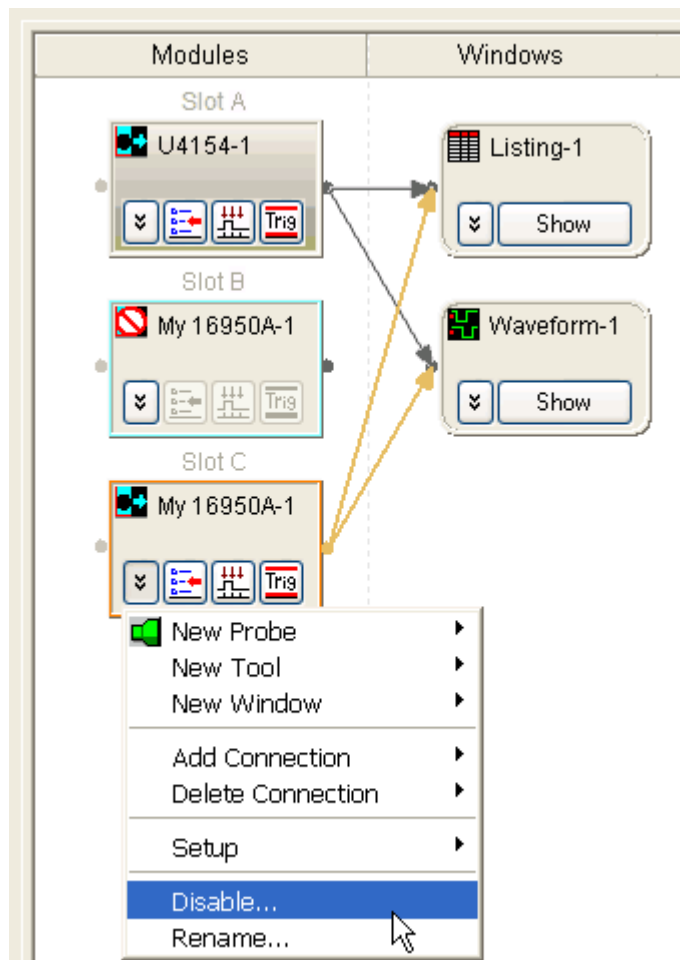 Modules Windows
Slot A
U4154-1
Trig
Listing-1
Show
Slot B
My 16950A-1
Trig
Waveform-1
Show
Slot C
My 16950A-1
Trig
New Probe
New Tool
New Window
Add Connection
Delete Connection
Setup
Disable...
Rename...